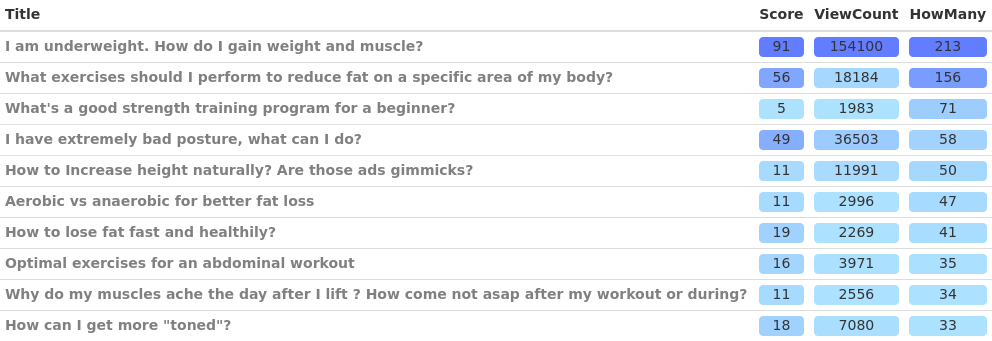 Title Score ViewCount HowMany
I am underweight. How do I gain weight and muscle? 91 154100 213
What exercises should I perform to reduce fat on a specific area of my body? 56 18184 156
What's a good strength training program for a beginner? 5 1983 71
I have extremely bad posture, what can I do? 49 36503 58
How to Increase height naturally? Are those ads gimmicks? 11 11991 50
Aerobic vs anaerobic for better fat loss 11 2996 47
How to lose fat fast and healthily? 19 2269 41
Optimal exercises for an abdominal workout 16 3971 35
Why do my muscles ache the day after I lift ? How come not asap after my workout or during? 11 2556 34
How can I get more "toned"? 18 7080 33